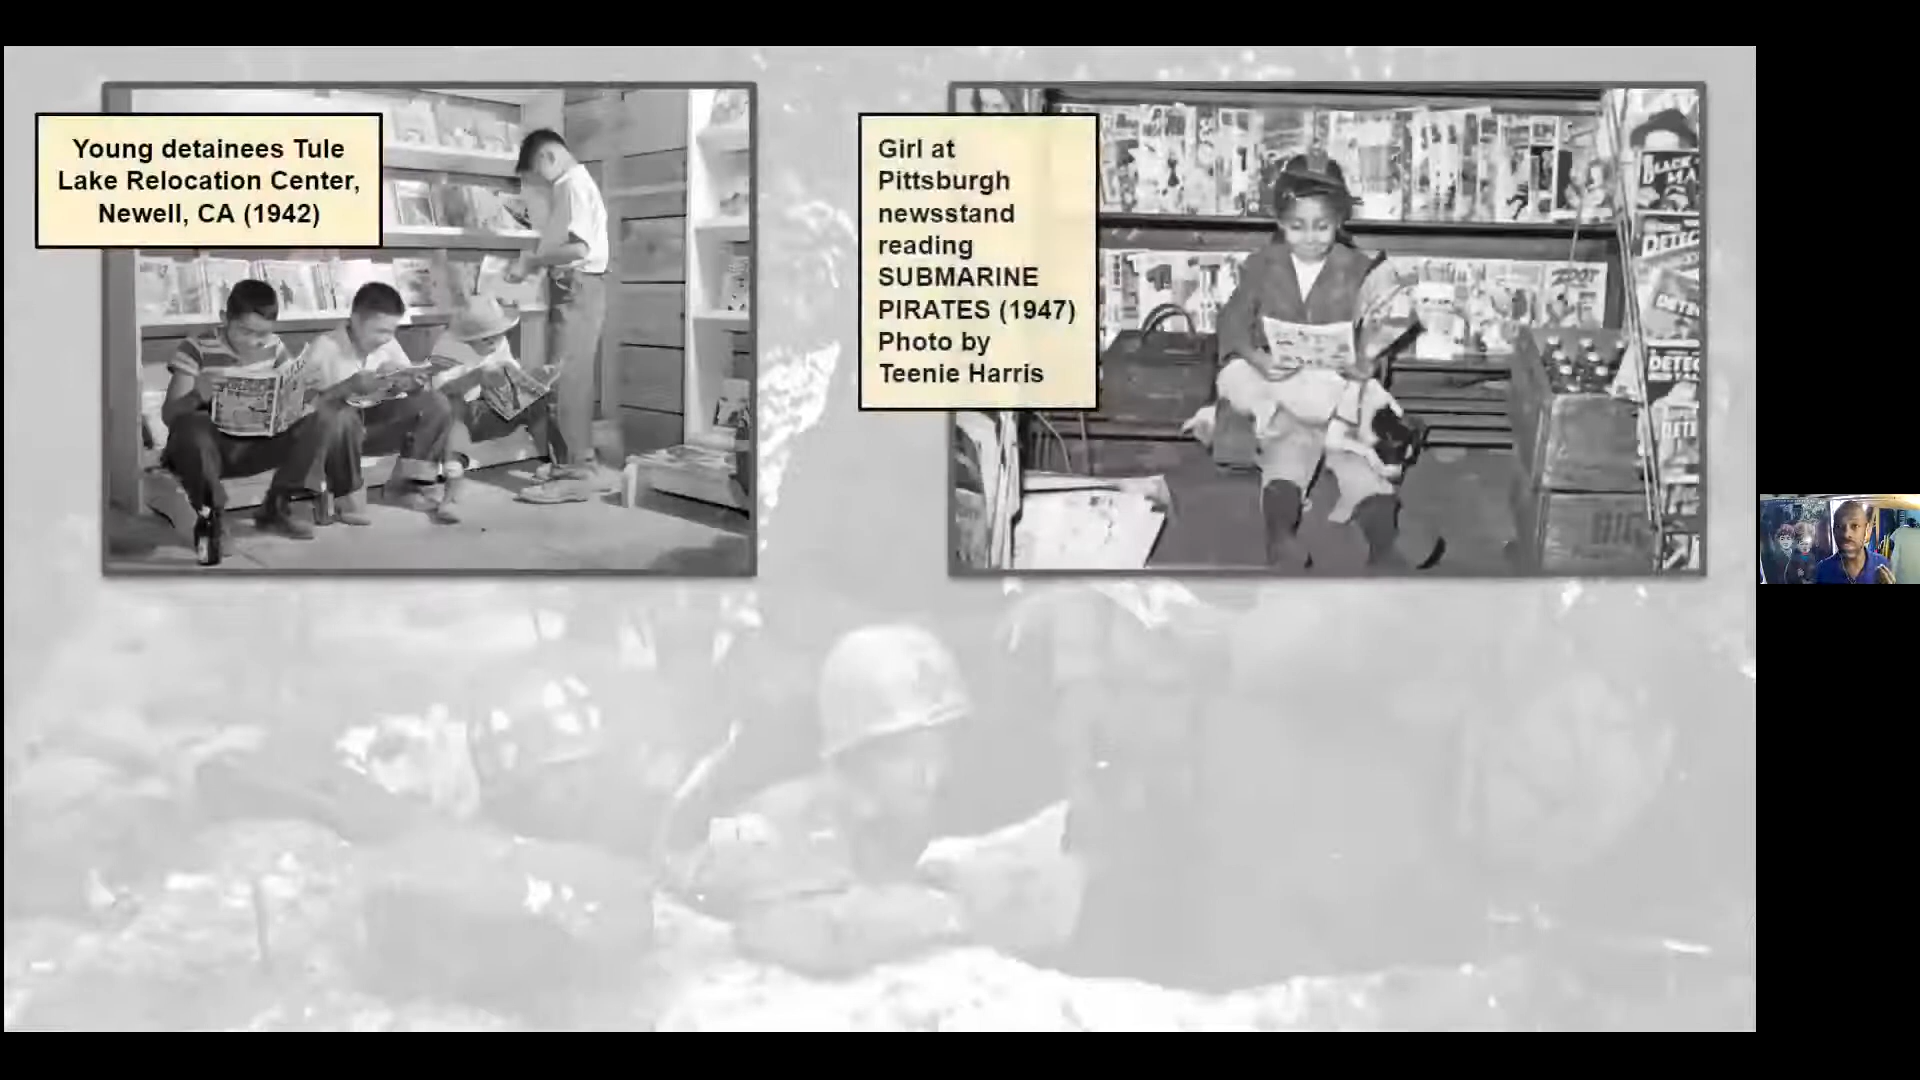 Young detainees Tule
Lake Relocation Center,
Newell, CA (1942)
Girl at
Pittsburgh
newsstand
reading
SUBMARINE
PIRATES (1947)
Photo by
Teenie Harris
BLACK